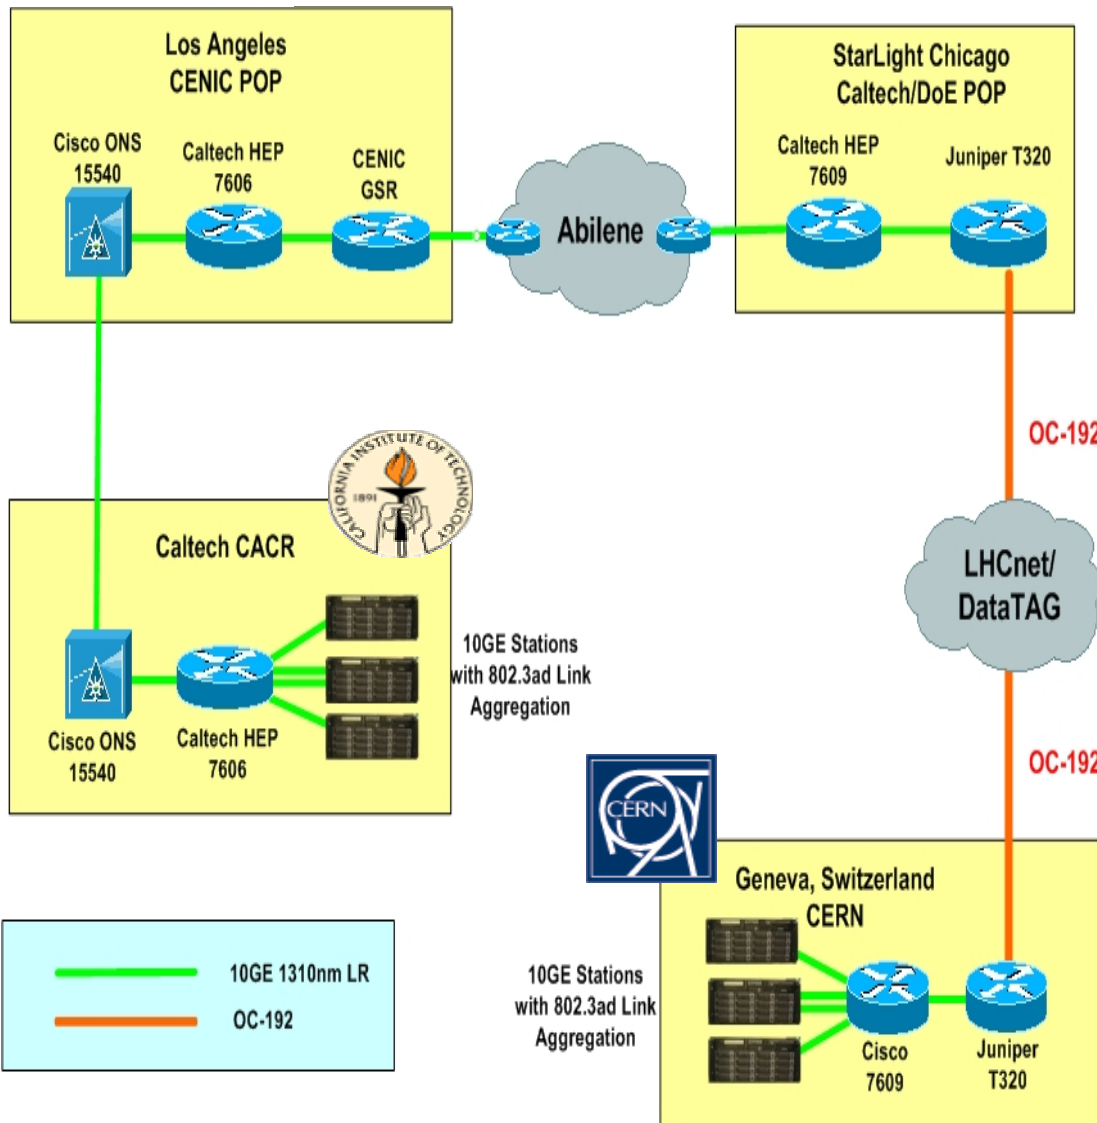 Los Angeles
CENIC POP
Cisco ONS
15540
Caltech HEP
7606
CENIC
GSR
Abilene
StarLight Chicago
Caltech/DoE POP
Caltech HEP
7609
Juniper T320
OC-192
LHCnet/
DataTAG
OC-192
CALIFORNIA INSTITUTE OF TECHNOLOGY
1891
Caltech CACR
Cisco ONS
15540
Caltech HEP
7606
10GE Stations
with 802.3ad Link
Aggregation
CERN
Geneva, Switzerland
CERN
10GE Stations
with 802.3ad Link
Aggregation
Cisco
7609
Juniper
T320
10GE 1310nm LR
OC-192